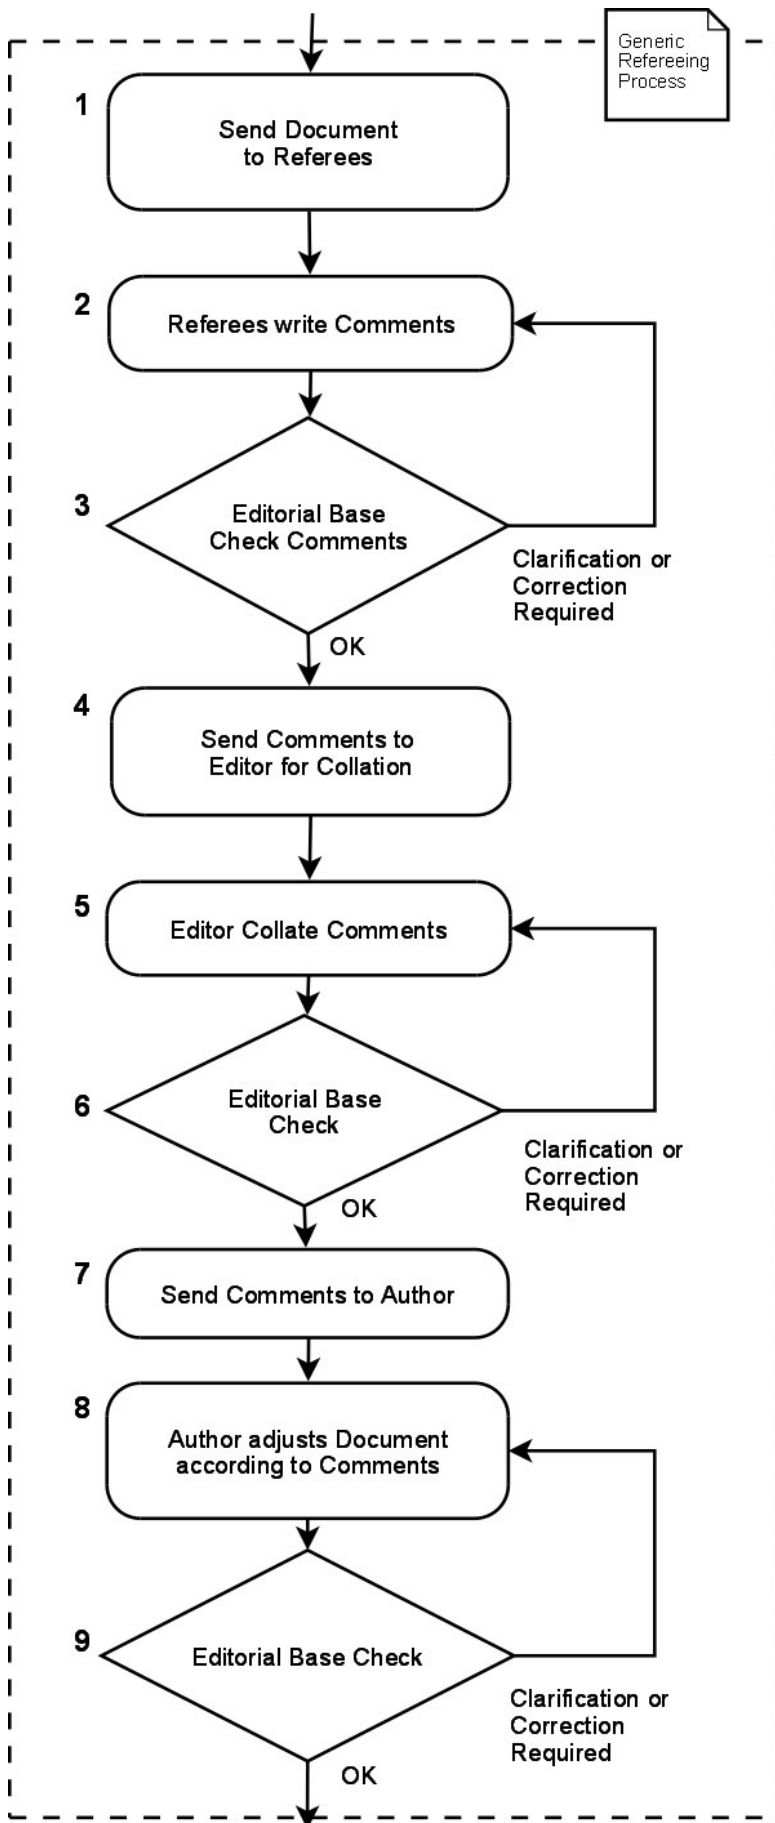 Generic
Refereeing
Process
1
Send Document
to Referees
2
Referees write Comments
3
Editorial Base
Check Comments
Clarification or
Correction
Required
OK
4
Send Comments to
Editor for Collation
5
Editor Collate Comments
6
Editorial Base
Check
Clarification or
Correction
Required
OK
7
Send Comments to Author
8
Author adjusts Document
according to Comments
9
Editorial Base Check
Clarification or
Correction
Required
OK